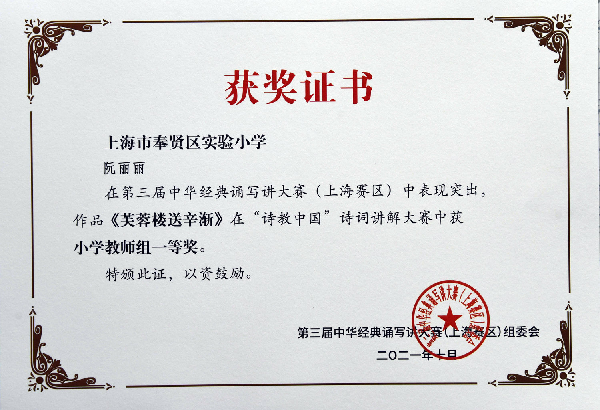 获奖证书
上海市奉贤区实验小学
阮丽丽
在第三届中华经典诵写讲大赛（上海赛区）中表现突出，
作品《芙蓉楼送辛渐》在“诗教中国”诗词讲解大赛中获
小学教师组一等奖。
特颁此证，以资鼓励。
第三届中华经典诵写讲大赛（上海赛区）组委会
二〇二一年十月